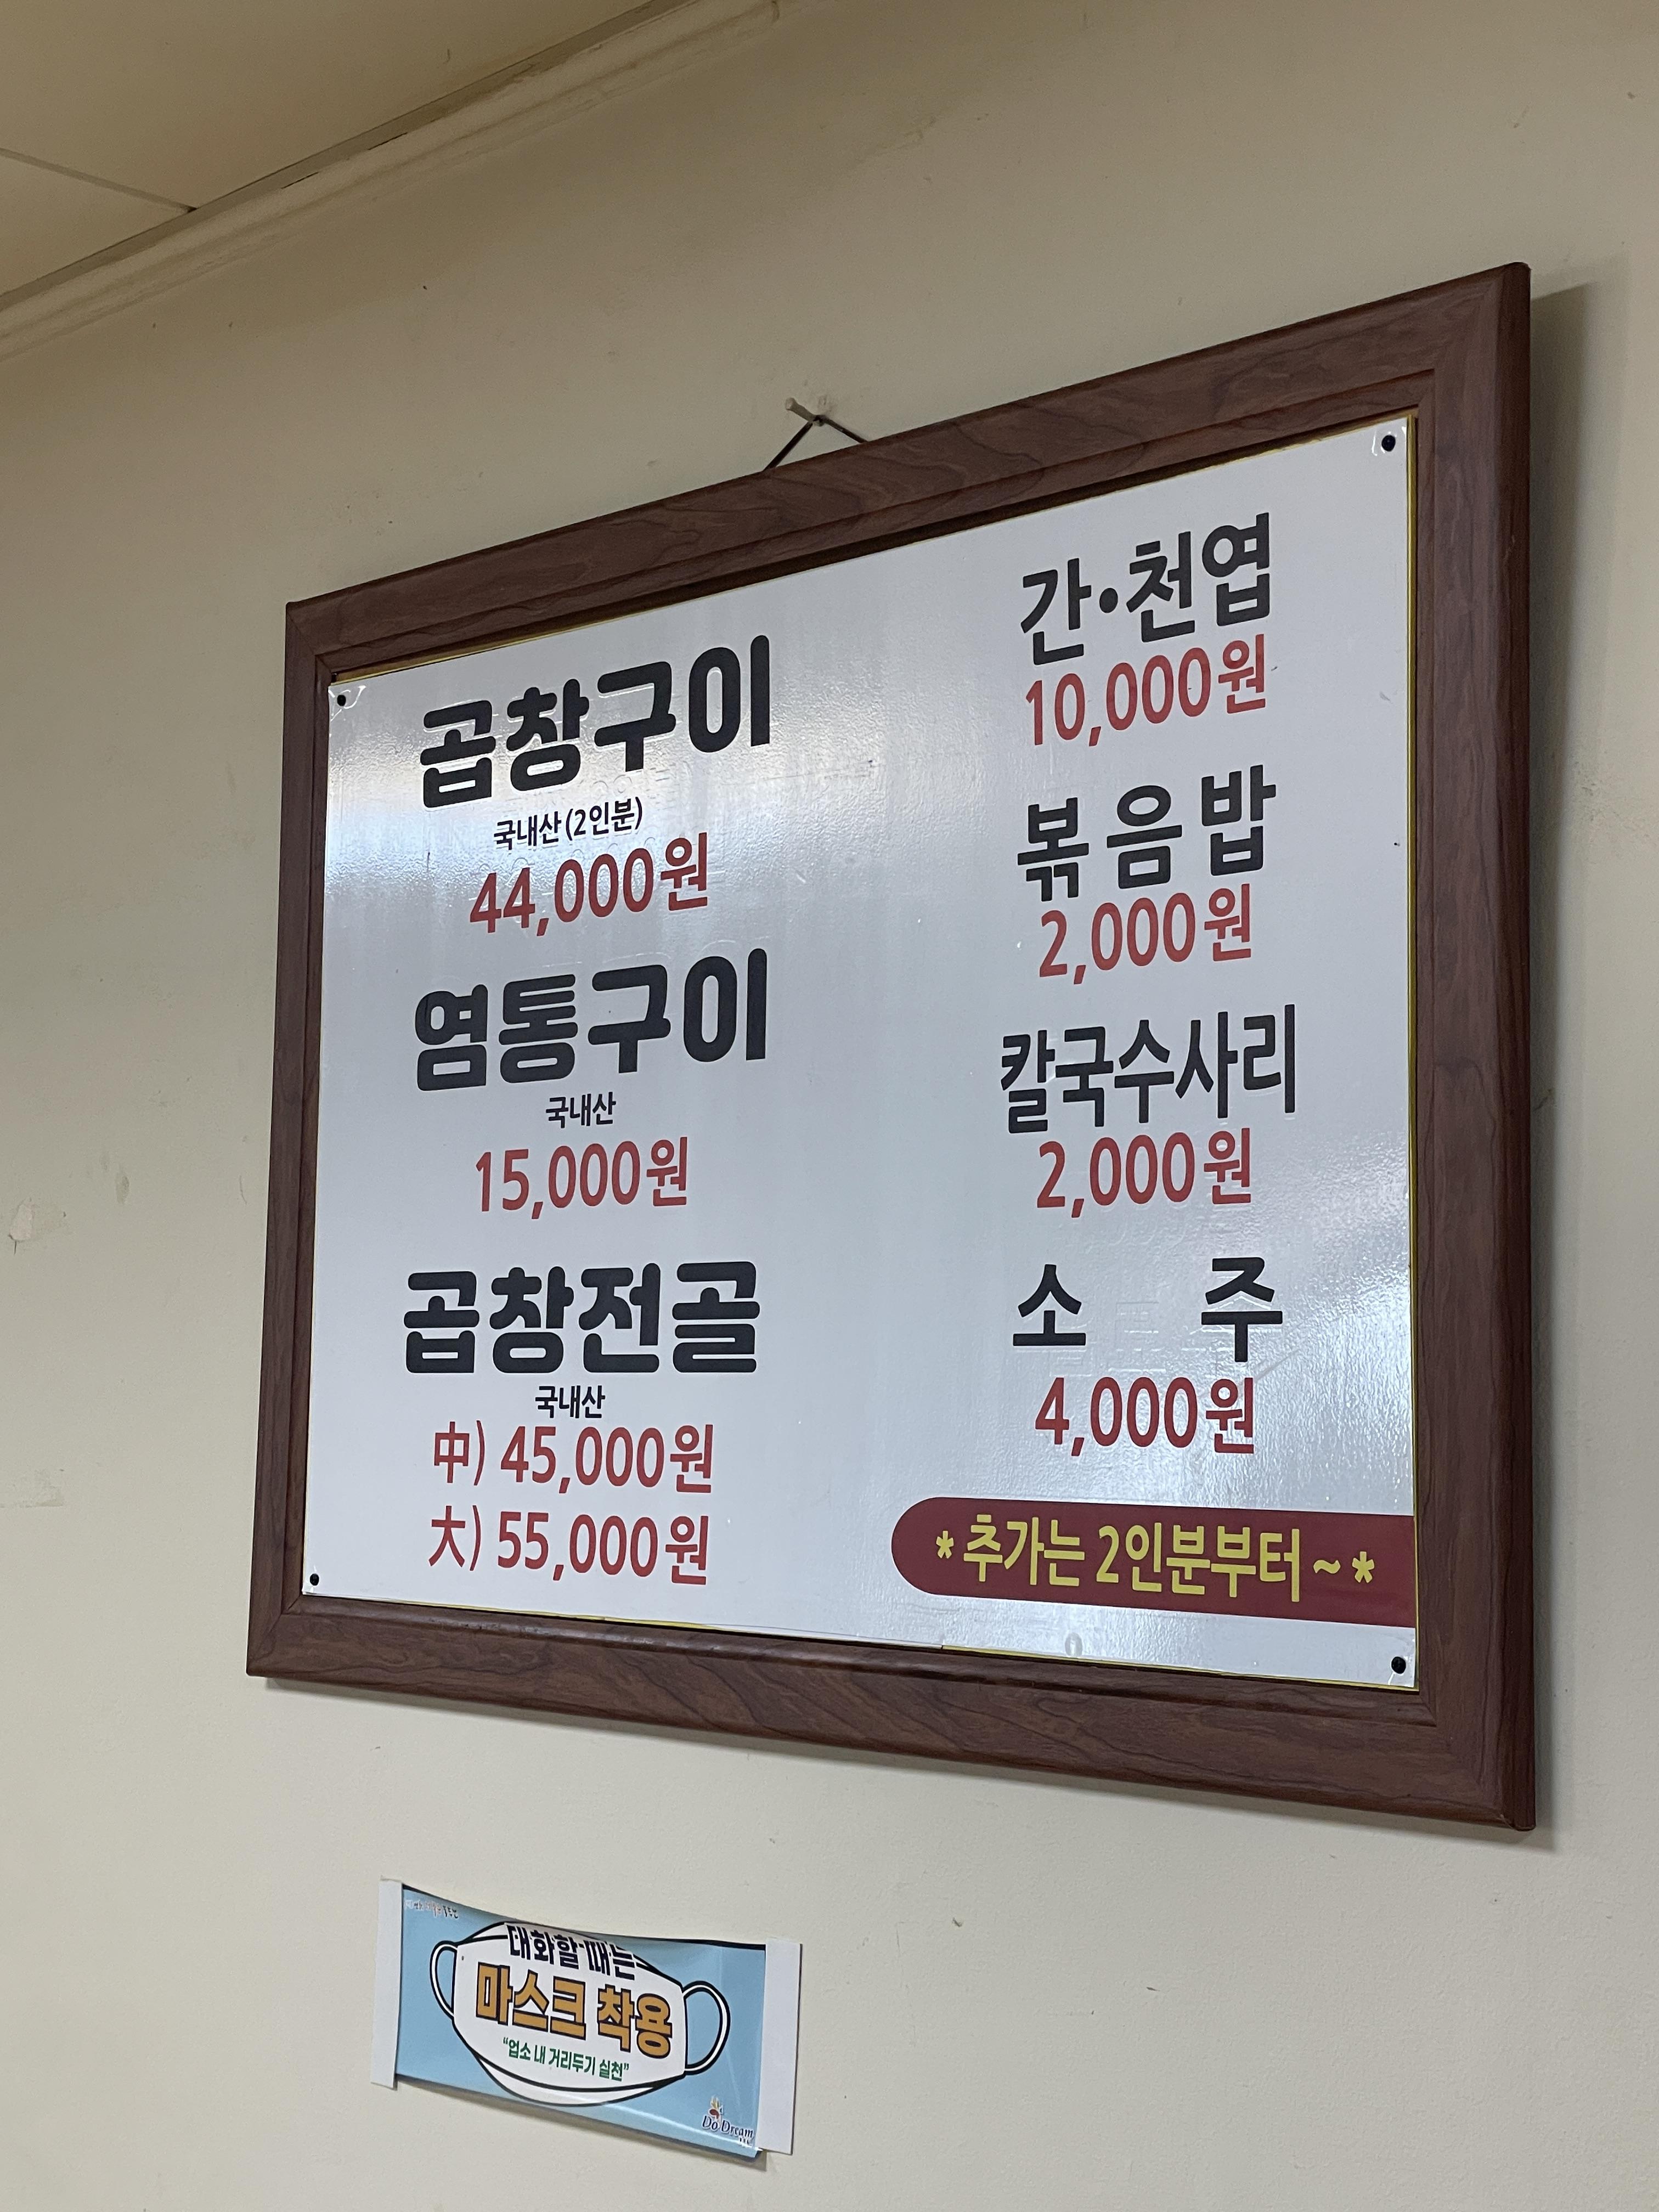 곱창구이
국내산(2인분)
44,000원
염통구이
국내산
15,000원
곱창전골
국내산
中) 45,000원
大) 55,000원
간·천엽
10,000원
볶음밥
2,000원
칼국수사리
2,000원
소 주
4,000원
* 추가는 2인분부터 ~ *
대화할 때는
마스크 착용
"업소 내 거리두기 실천"
Do Dream